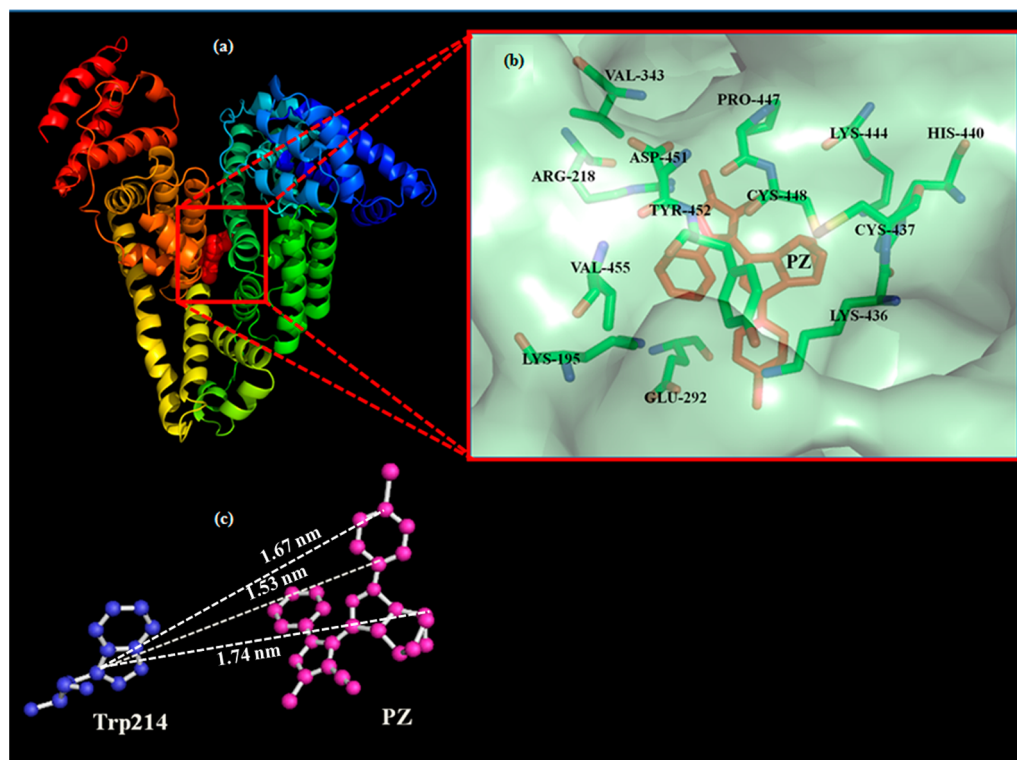 (a)
(b)
VAL-343
PRO-447
LYS-444
HIS-440
ASP-451
ARG-218
CYS-448
TYR-452
CYS-437
PZ
VAL-455
LYS-436
LYS-195
GLU-292
(c)
1.67 nm
1.53 nm
1.74 nm
Trp214
PZ